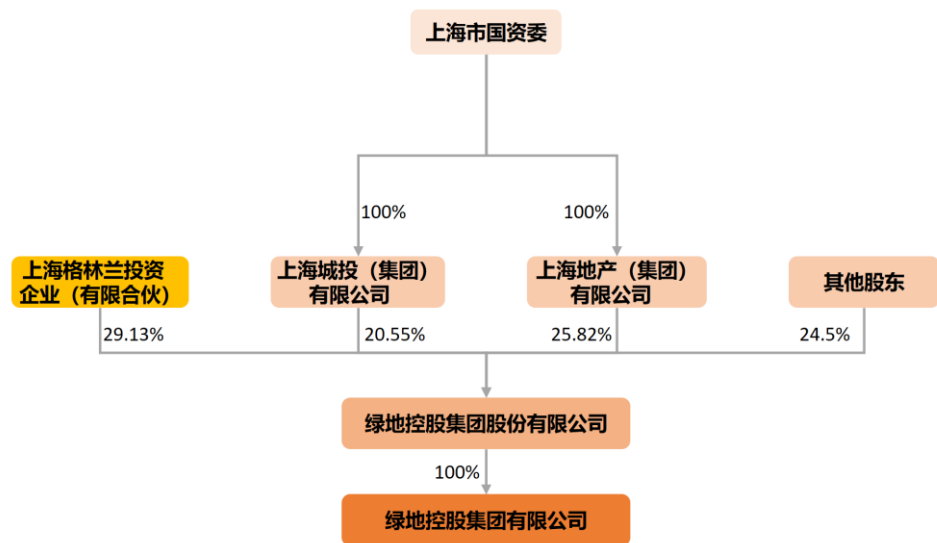 上海市国资委
100%
100%
上海格林兰投资
企业（有限合伙）
上海城投（集团）
有限公司
上海地产（集团）
有限公司
其他股东
29.13%
20.55%
25.82%
24.5%
绿地控股集团股份有限公司
100%
绿地控股集团有限公司